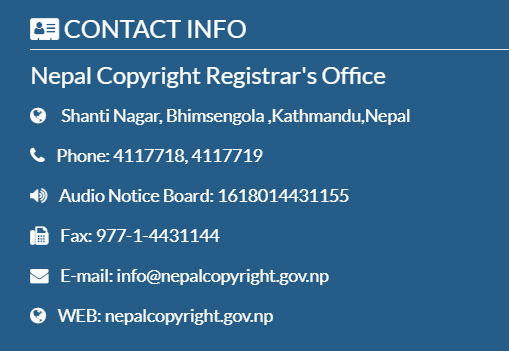 CONTACT INFO
Nepal Copyright Registrar's Office
Shanti Nagar, Bhimsengola ,Kathmandu,Nepal
Phone: 4117718, 4117719
Audio Notice Board: 1618014431155
Fax: 977-1-4431144
E-mail: info@nepalcopyright.gov.np
WEB: nepalcopyright.gov.np